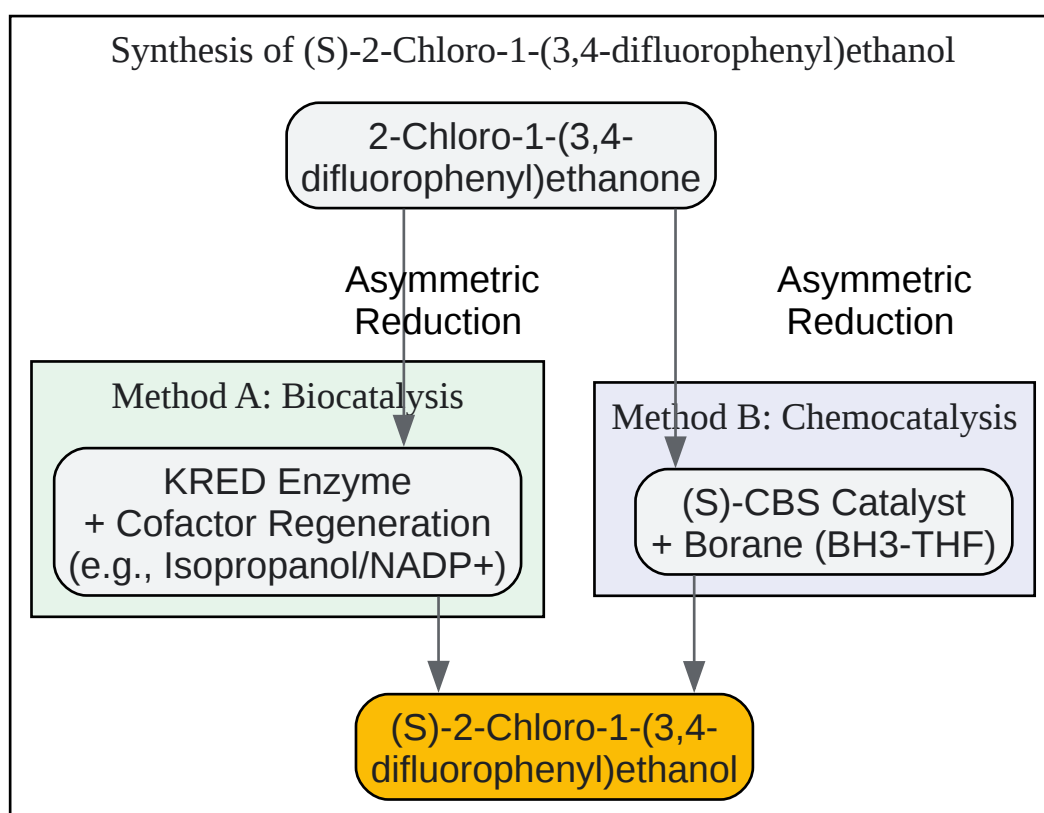 Synthesis of (S)-2-Chloro-1-(3,4-difluorophenyl)ethanol
2-Chloro-1-(3,4-
difluorophenyl)ethanone
Asymmetric
Reduction
Asymmetric
Reduction
Method A: Biocatalysis
KRED Enzyme
+ Cofactor Regeneration
(e.g., Isopropanol/NADP+)
Method B: Chemocatalysis
(S)-CBS Catalyst
+ Borane (BH3-THF)
(S)-2-Chloro-1-(3,4-
difluorophenyl)ethanol